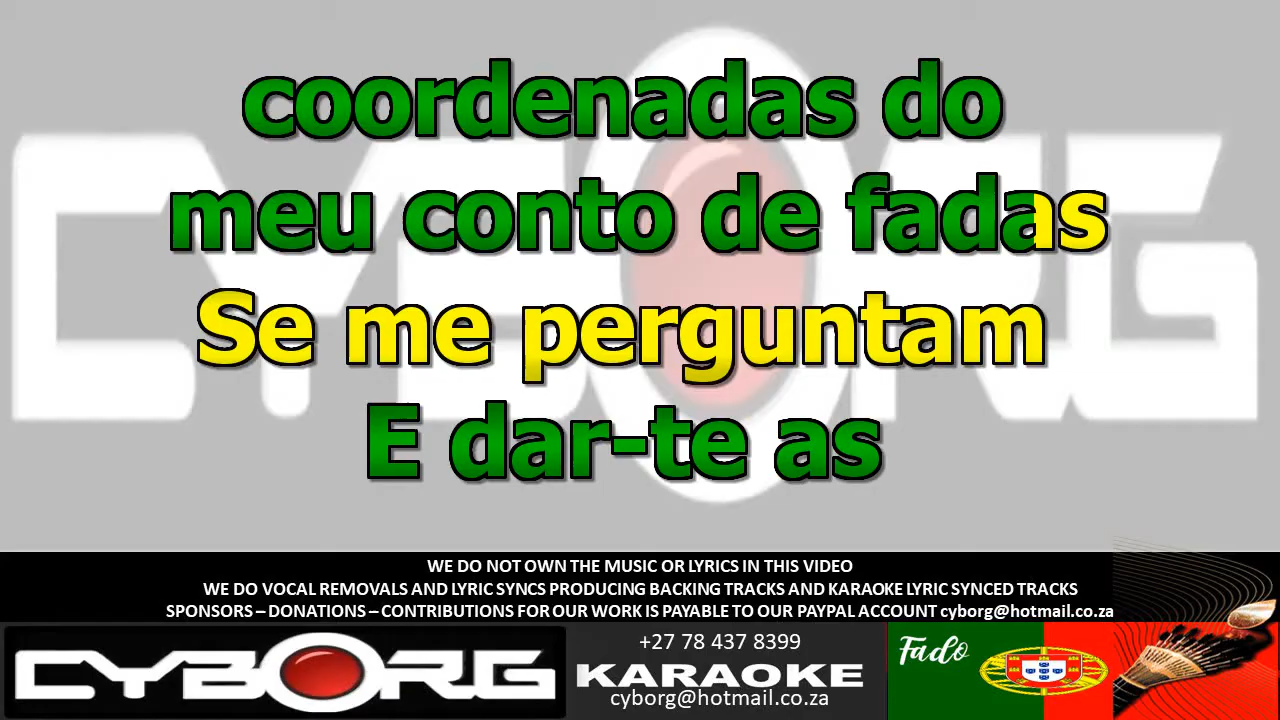 coordenadas do
meu conto de fadas
Se me perguntam
E dar-te as
WE DO NOT OWN THE MUSIC OR LYRICS IN THIS VIDEO
WE DO VOCAL REMOVALS AND LYRIC SYNCS PRODUCING BACKING TRACKS AND KARAOKE LYRIC SYNCED TRACKS
SPONSORS – DONATIONS – CONTRIBUTIONS FOR OUR WORK IS PAYABLE TO OUR PAYPAL ACCOUNT cyborg@hotmail.co.za
CYBORG
+27 78 437 8399
KARAOKE
cyborg@hotmail.co.za
Fado